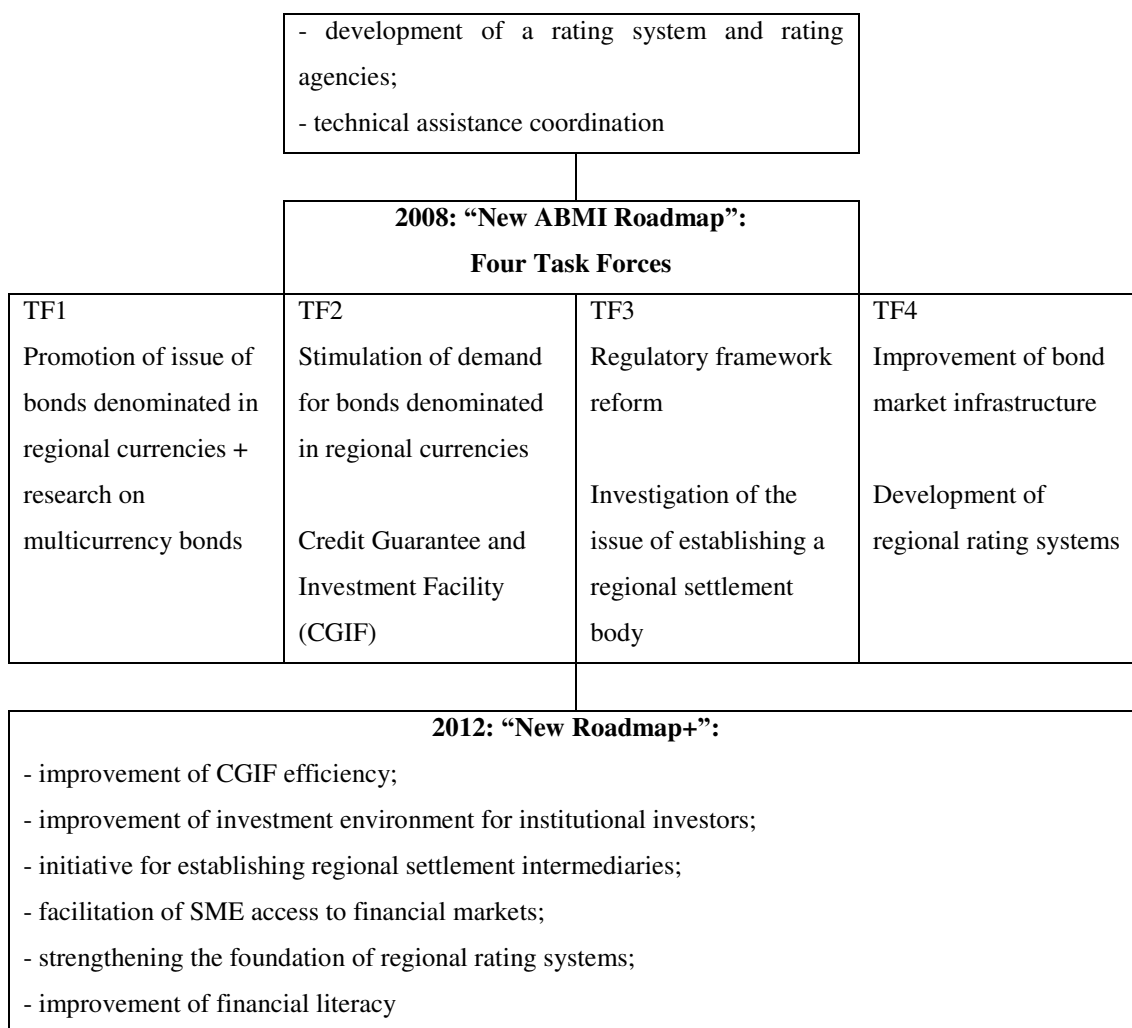 - development of a rating system and rating
agencies;
- technical assistance coordination
2008: “New ABMI Roadmap”:
Four Task Forces
TF1
Promotion of issue of
bonds denominated in
regional currencies +
research on
multicurrency bonds
TF2
Stimulation of demand
for bonds denominated
in regional currencies
Credit Guarantee and
Investment Facility
(CGIF)
TF3
Regulatory framework
reform
Investigation of the
issue of establishing a
regional settlement
body
TF4
Improvement of bond
market infrastructure
Development of
regional rating systems
2012: “New Roadmap+”:
- improvement of CGIF efficiency;
- improvement of investment environment for institutional investors;
- initiative for establishing regional settlement intermediaries;
- facilitation of SME access to financial markets;
- strengthening the foundation of regional rating systems;
- improvement of financial literacy